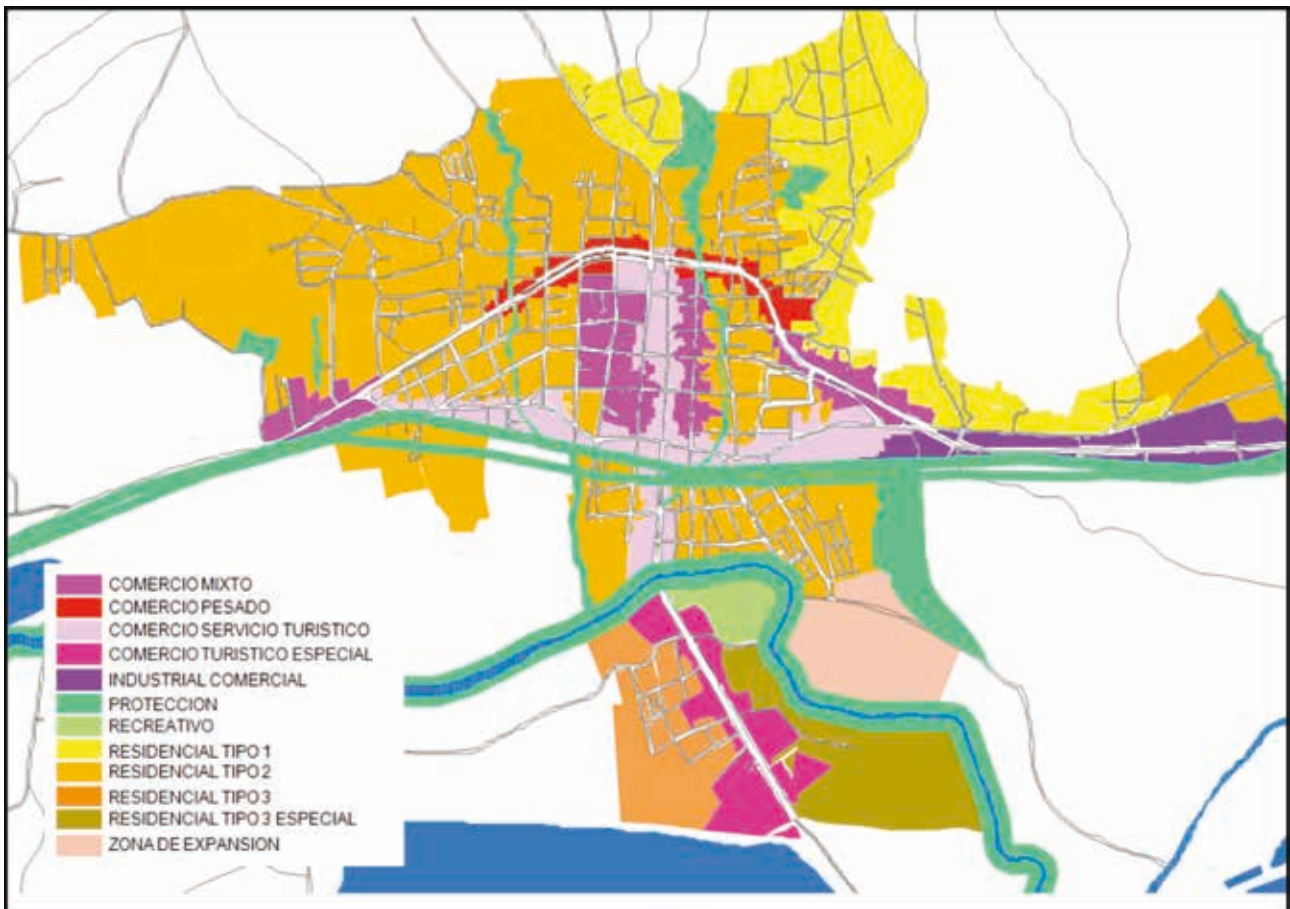 COMERCIO MIXTO
COMERCIO PESADO
COMERCIO SERVICIO TURISTICO
COMERCIO TURISTICO ESPECIAL
INDUSTRIAL COMERCIAL
PROTECCION
RECREATIVO
RESIDENCIAL TIPO 1
RESIDENCIAL TIPO 2
RESIDENCIAL TIPO 3
RESIDENCIAL TIPO 3 ESPECIAL
ZONA DE EXPANSION